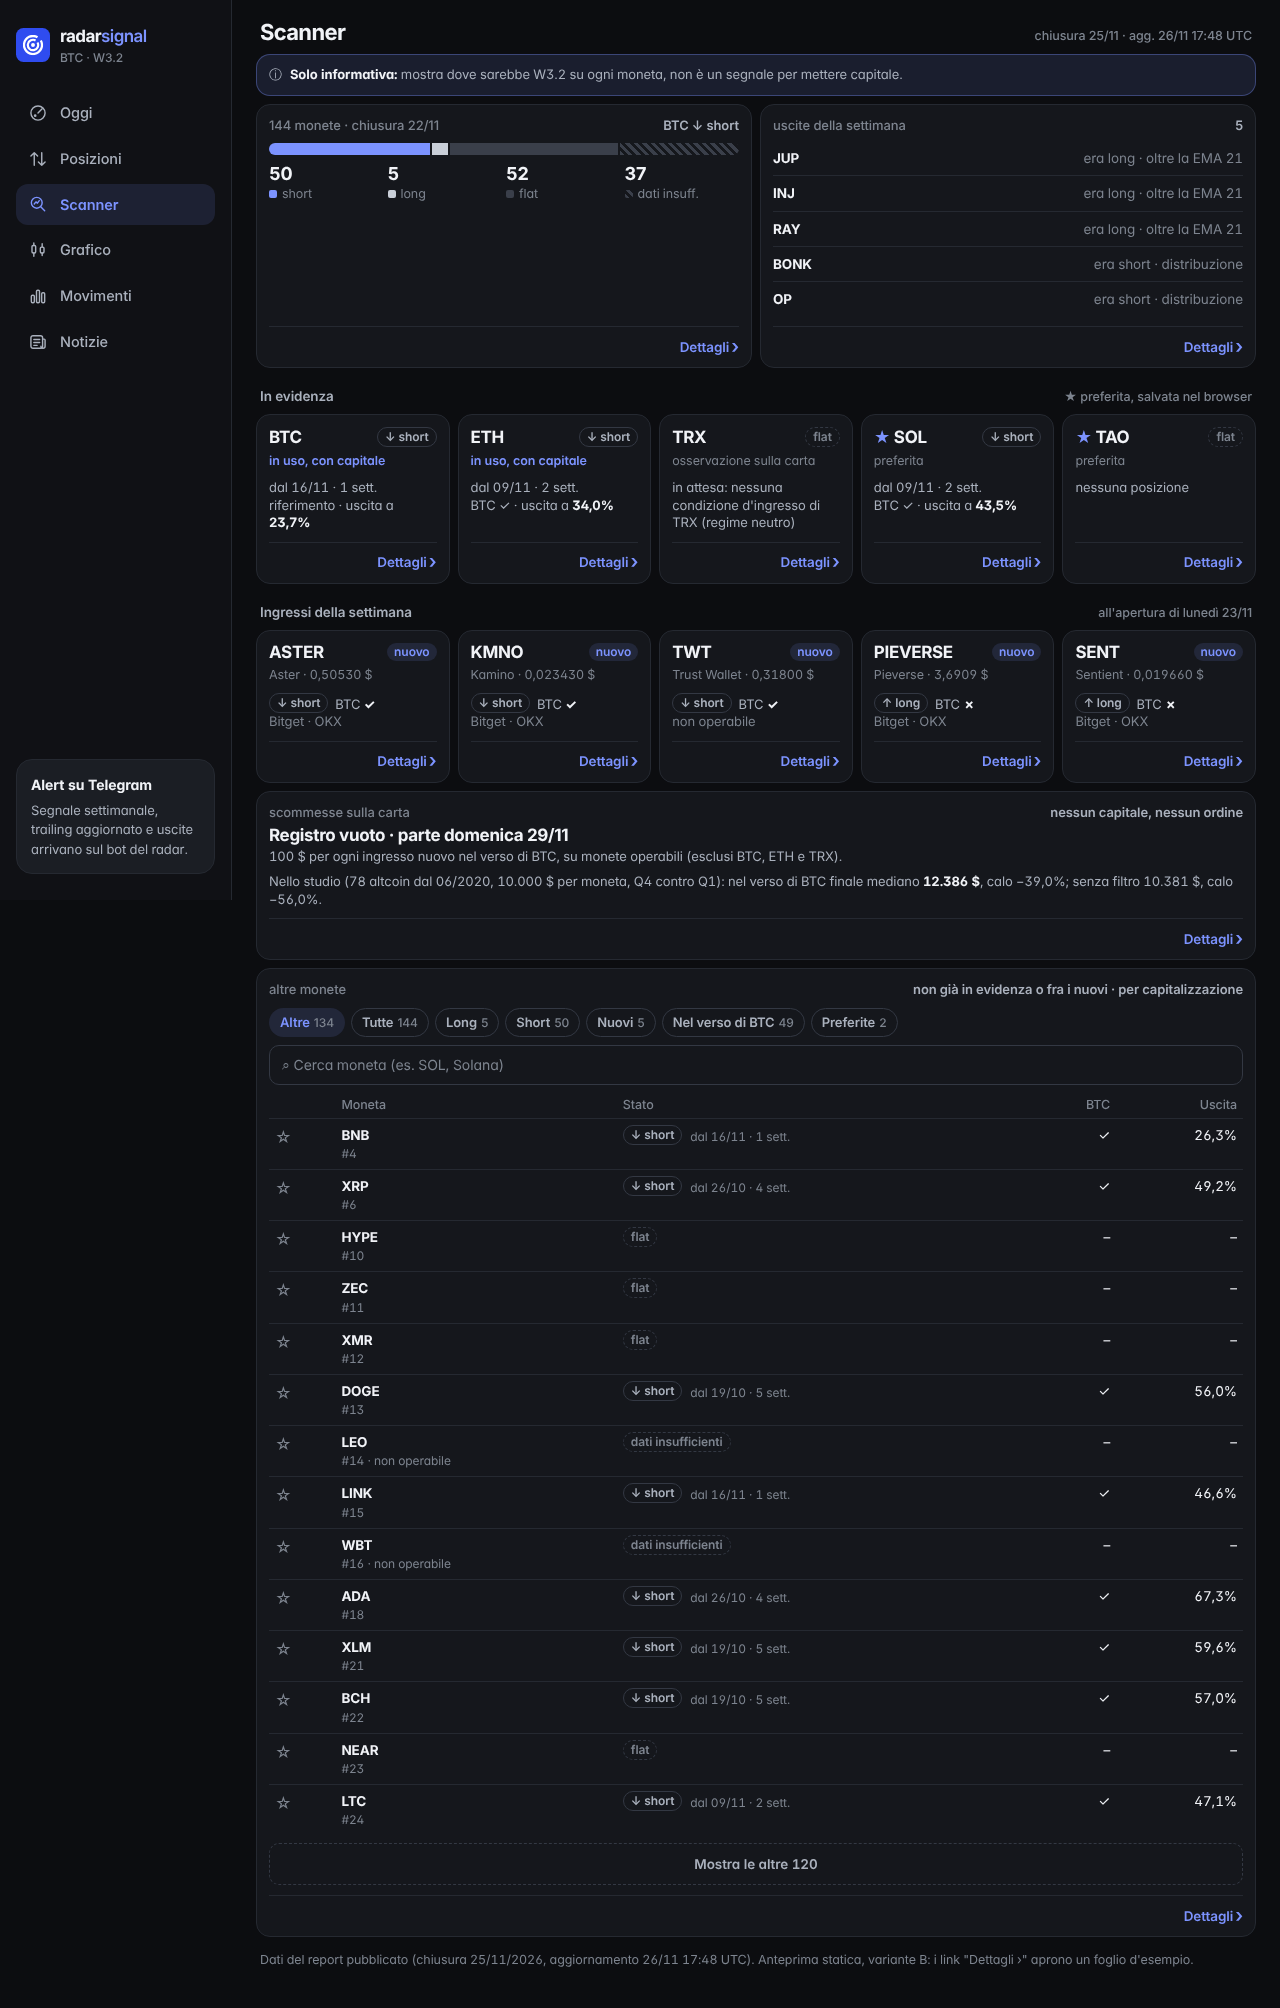 radarsignal
BTC · W3.2
Oggi
Posizioni
Scanner
Grafico
Movimenti
Notizie
Alert su Telegram
Segnale settimanale,
trailing aggiornato e uscite
arrivano sul bot del radar.
Scanner
chiusura 25/11 · agg. 26/11 17:48 UTC
ⓘ Solo informativa: mostra dove sarebbe W3.2 su ogni moneta, non è un segnale per mettere capitale.
144 monete · chiusura 22/11 BTC ↓ short
50 5 52 37
short long flat dati insuff.
Dettagli ›
uscite della settimana 5
JUP era long · oltre la EMA 21
INJ era long · oltre la EMA 21
RAY era long · oltre la EMA 21
BONK era short · distribuzione
OP era short · distribuzione
Dettagli ›
In evidenza ★ preferita, salvata nel browser
BTC ↓ short
in uso, con capitale
dal 16/11 · 1 sett.
riferimento · uscita a
23,7%
Dettagli ›
ETH ↓ short
in uso, con capitale
dal 09/11 · 2 sett.
BTC ✓ · uscita a 34,0%
Dettagli ›
TRX flat
osservazione sulla carta
in attesa: nessuna
condizione d'ingresso di
TRX (regime neutro)
Dettagli ›
★ SOL ↓ short
preferita
dal 09/11 · 2 sett.
BTC ✓ · uscita a 43,5%
Dettagli ›
★ TAO flat
preferita
nessuna posizione
Dettagli ›
Ingressi della settimana all'apertura di lunedì 23/11
ASTER nuovo
Aster · 0,50530 $
↓ short BTC ✓
Bitget · OKX
Dettagli ›
KMNO nuovo
Kamino · 0,023430 $
↓ short BTC ✓
Bitget · OKX
Dettagli ›
TWT nuovo
Trust Wallet · 0,31800 $
↓ short BTC ✓
non operabile
Dettagli ›
PIEVERSE nuovo
Pieverse · 3,6909 $
↑ long BTC ×
Bitget · OKX
Dettagli ›
SENT nuovo
Sentient · 0,019660 $
↑ long BTC ×
Bitget · OKX
Dettagli ›
scommesse sulla carta nessun capitale, nessun ordine
Registro vuoto · parte domenica 29/11
100 $ per ogni ingresso nuovo nel verso di BTC, su monete operabili (esclusi BTC, ETH e TRX).
Nello studio (78 altcoin dal 06/2020, 10.000 $ per moneta, Q4 contro Q1): nel verso di BTC finale mediano 12.386 $, calo −39,0%; senza filtro 10.381 $, calo
−56,0%.
Dettagli ›
altre monete non già in evidenza o fra i nuovi · per capitalizzazione
Altre 134 Tutte 144 Long 5 Short 50 Nuovi 5 Nel verso di BTC 49 Preferite 2
⌕ Cerca moneta (es. SOL, Solana)
Moneta Stato BTC Uscita
☆ BNB ↓ short dal 16/11 · 1 sett. ✓ 26,3%
#4
☆ XRP ↓ short dal 26/10 · 4 sett. ✓ 49,2%
#6
☆ HYPE flat – –
#10
☆ ZEC flat – –
#11
☆ XMR flat – –
#12
☆ DOGE ↓ short dal 19/10 · 5 sett. ✓ 56,0%
#13
☆ LEO dati insufficienti – –
#14 · non operabile
☆ LINK ↓ short dal 16/11 · 1 sett. ✓ 46,6%
#15
☆ WBT dati insufficienti – –
#16 · non operabile
☆ ADA ↓ short dal 26/10 · 4 sett. ✓ 67,3%
#18
☆ XLM ↓ short dal 19/10 · 5 sett. ✓ 59,6%
#21
☆ BCH ↓ short dal 19/10 · 5 sett. ✓ 57,0%
#22
☆ NEAR flat – –
#23
☆ LTC ↓ short dal 09/11 · 2 sett. ✓ 47,1%
#24
Mostra le altre 120
Dettagli ›
Dati del report pubblicato (chiusura 25/11/2026, aggiornamento 26/11 17:48 UTC). Anteprima statica, variante B: i link "Dettagli ›" aprono un foglio d'esempio.